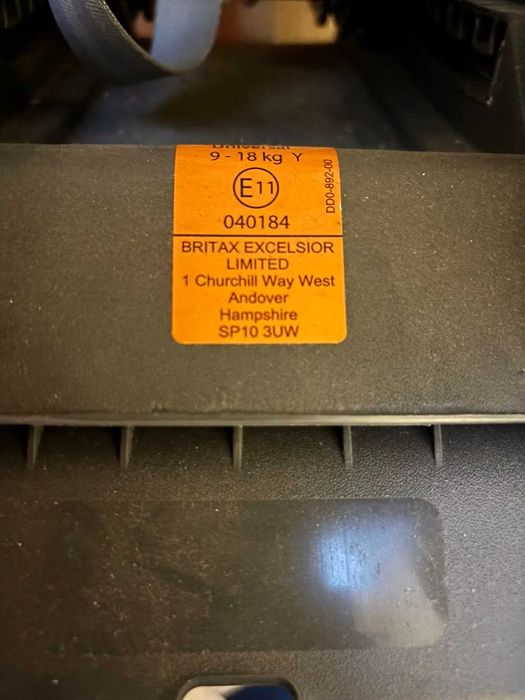 Universal
9 - 18 kg Y
E11
040184
DD0-892-00
BRITAX EXCELSIOR
LIMITED
1 Churchill Way West
Andover
Hampshire
SP10 3UW